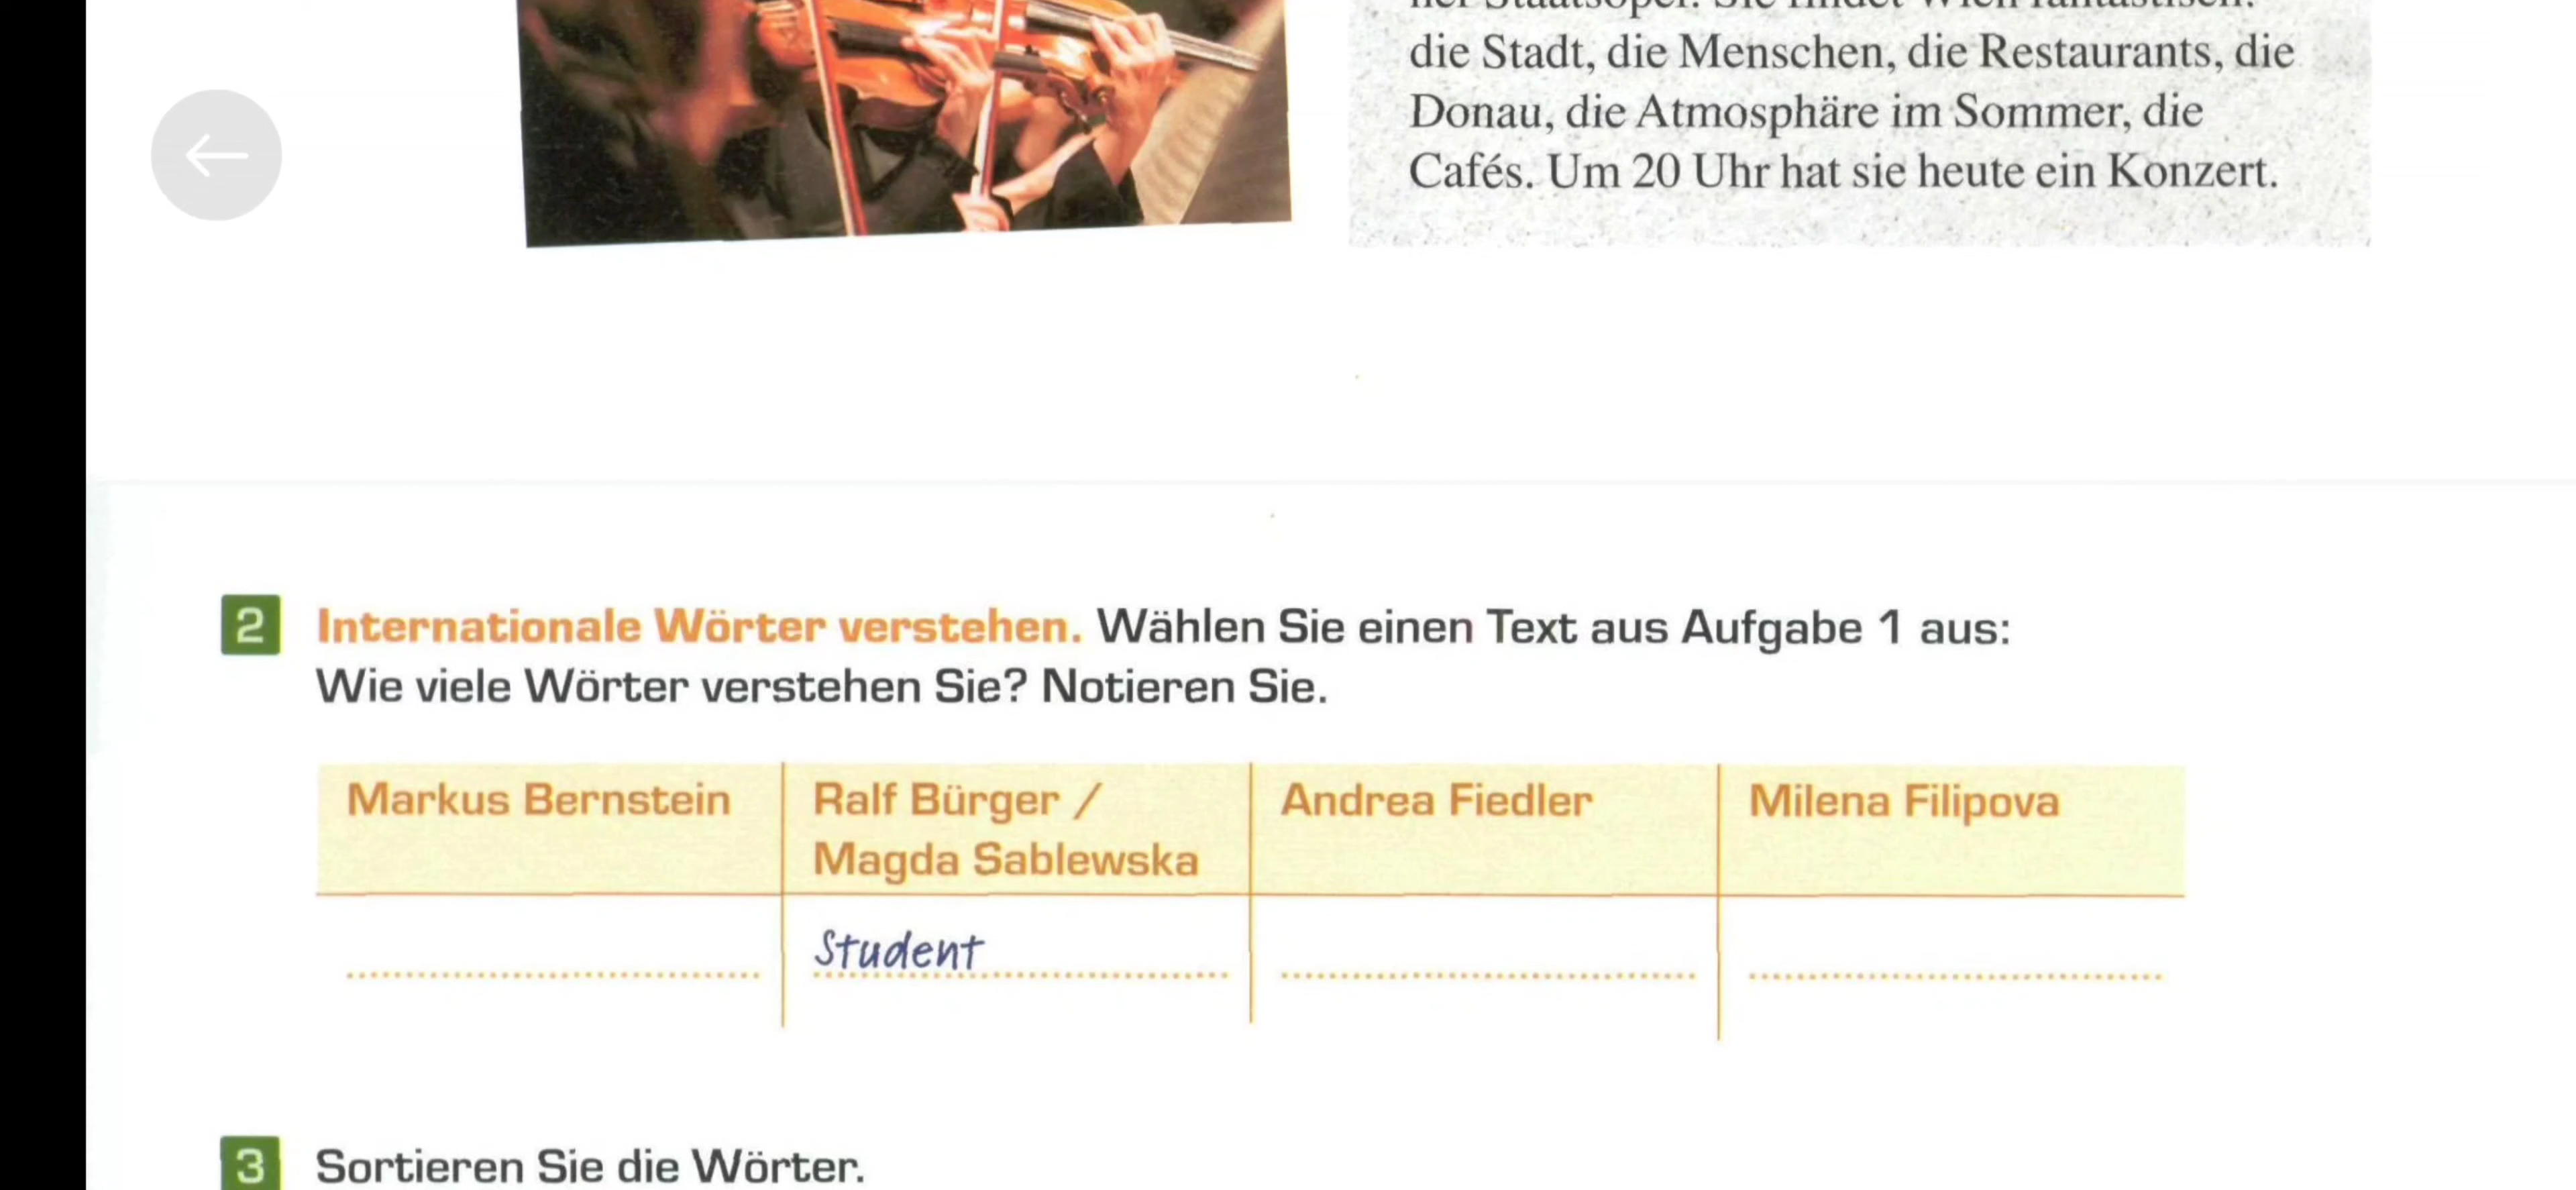 die Stadt, die Menschen, die Restaurants, die
Donau, die Atmosphäre im Sommer, die
Cafés. Um 20 Uhr hat sie heute ein Konzert.
2 Internationale Wörter verstehen. Wählen Sie einen Text aus Aufgabe 1 aus:
Wie viele Wörter verstehen Sie? Notieren Sie.
Markus Bernstein
Ralf Bürger /
Magda Sablewska
Andrea Fiedler
Milena Filipova
Student
3 Sortieren Sie die Wörter.